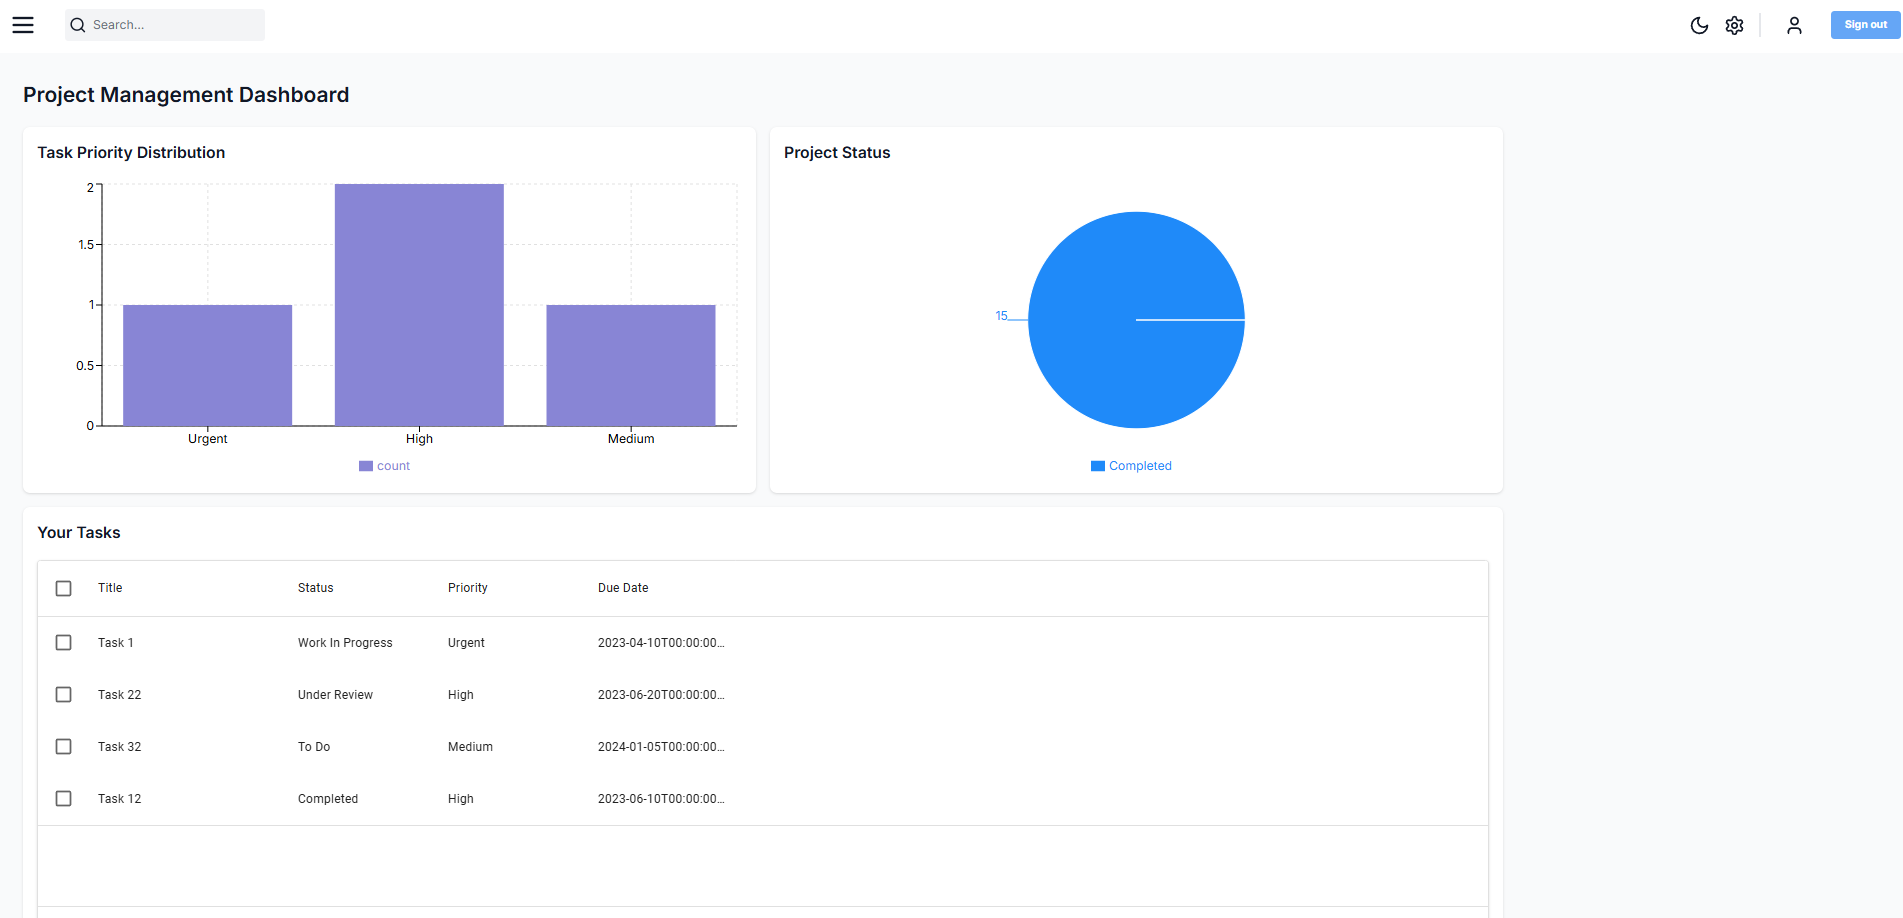 Search...
Sign out
Project Management Dashboard
Task Priority Distribution
2
1.5
1
0.5
0
Urgent High Medium
count
Project Status
15
Completed
Your Tasks
Title Status Priority Due Date
Task 1 Work In Progress Urgent 2023-04-10T00:00:00...
Task 22 Under Review High 2023-06-20T00:00:00...
Task 32 To Do Medium 2024-01-05T00:00:00...
Task 12 Completed High 2023-06-10T00:00:00...